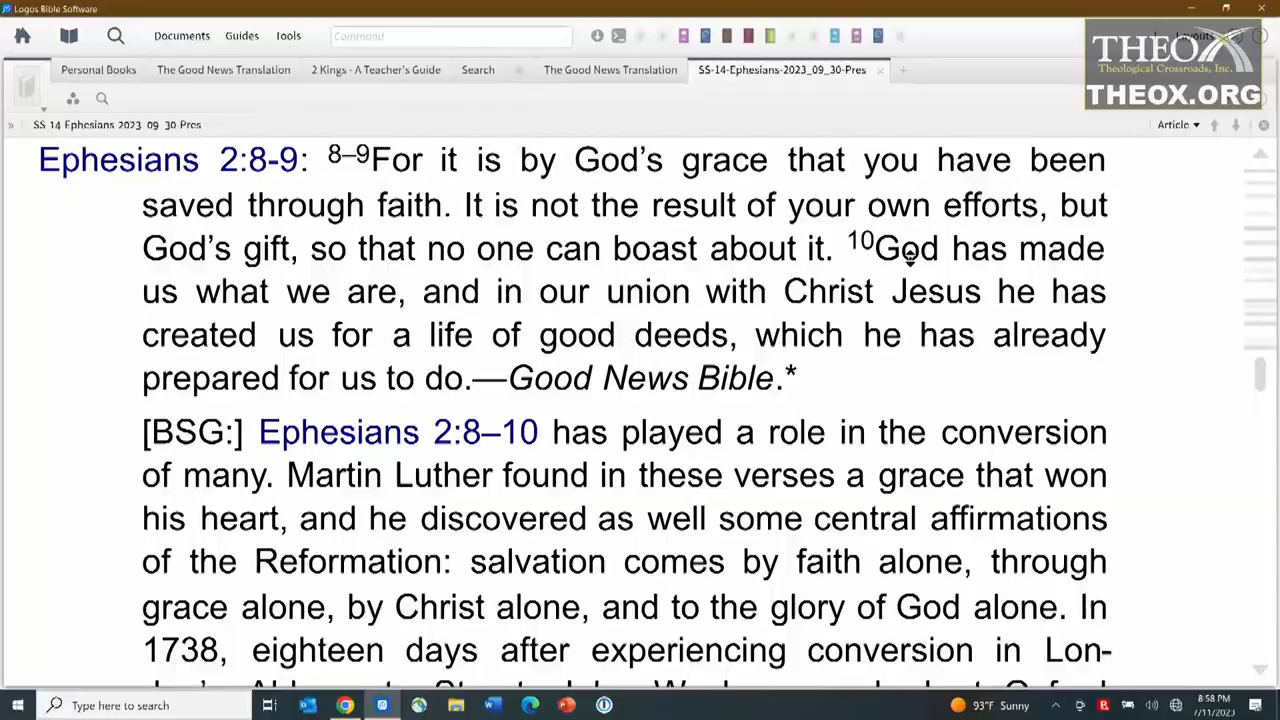 Logos Bible Software
Documents Guides Tools Command
THEOX
Theological Crossroads, Inc.
THEOX.ORG
Personal Books The Good News Translation 2 Kings - A Teacher's Guide Search The Good News Translation SS-14-Ephesians-2023_09_30-Pres
SS-14-Ephesians-2023_09_30-Pres Article
Ephesians 2:8-9: 8–9For it is by God's grace that you have been
saved through faith. It is not the result of your own efforts, but
God's gift, so that no one can boast about it. 10God has made
us what we are, and in our union with Christ Jesus he has
created us for a life of good deeds, which he has already
prepared for us to do.—Good News Bible.*
[BSG:] Ephesians 2:8–10 has played a role in the conversion
of many. Martin Luther found in these verses a grace that won
his heart, and he discovered as well some central affirmations
of the Reformation: salvation comes by faith alone, through
grace alone, by Christ alone, and to the glory of God alone. In
1738, eighteen days after experiencing conversion in Lon-
Type here to search 93°F Sunny 8:58 PM
7/11/2023